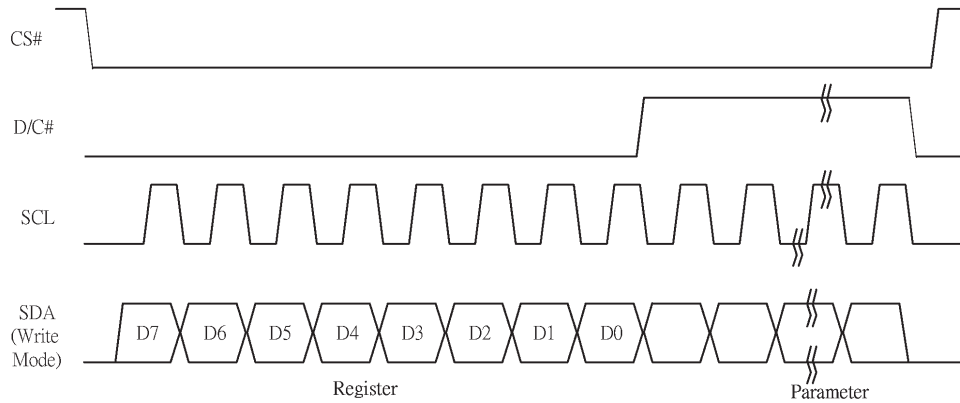 CS#
D/C#
SCL
SDA
(Write
Mode)
D7 D6 D5 D4 D3 D2 D1 D0
Register
Parameter